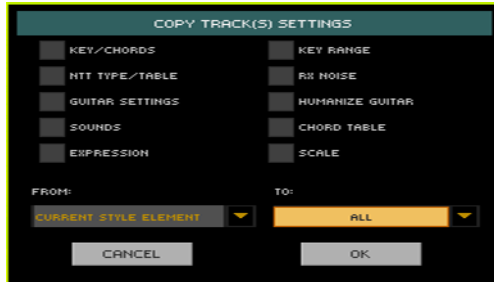 COPY TRACK(S) SETTINGS
KEY/CHORDS
KEY RANGE
NTT TYPE/TABLE
RX NOISE
GUITAR SETTINGS
HUMANIZE GUITAR
SOUNDS
CHORD TABLE
EXPRESSION
SCALE
FROM:
TO:
CURRENT STYLE ELEMENT
ALL
CANCEL
OK